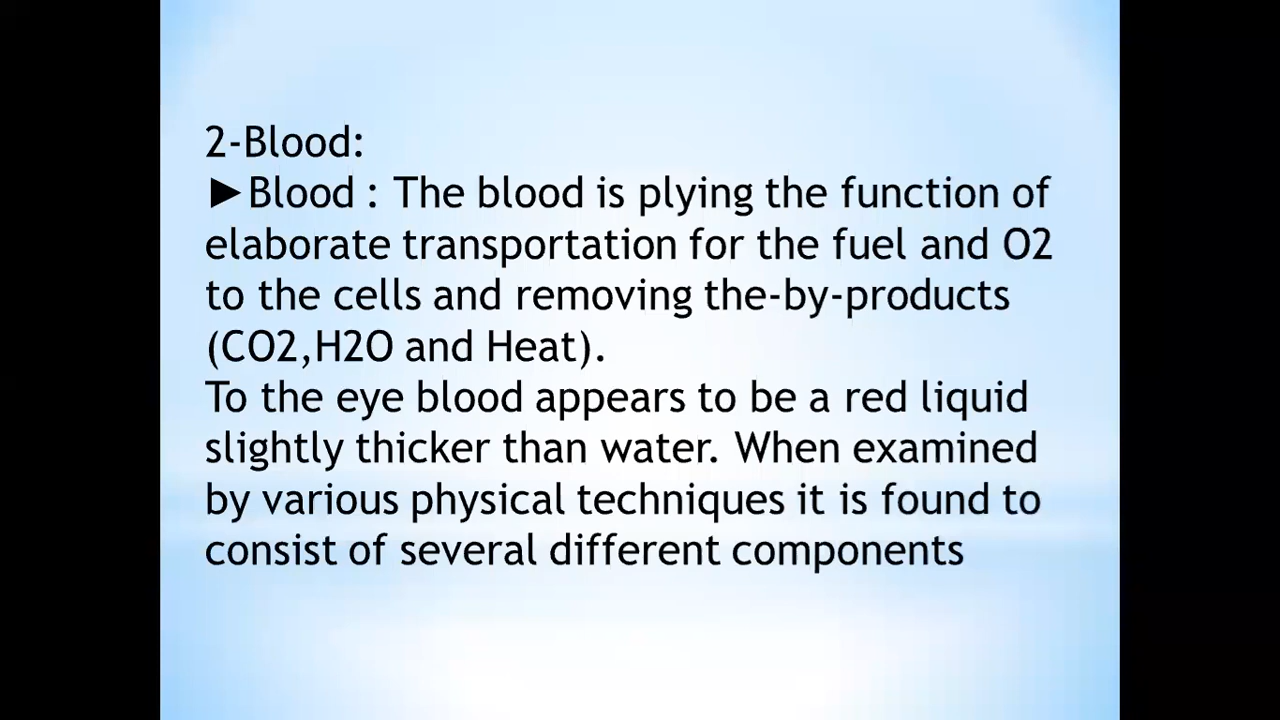 2-Blood:
►Blood : The blood is plying the function of
elaborate transportation for the fuel and O2
to the cells and removing the-by-products
(CO2,H2O and Heat).
To the eye blood appears to be a red liquid
slightly thicker than water. When examined
by various physical techniques it is found to
consist of several different components